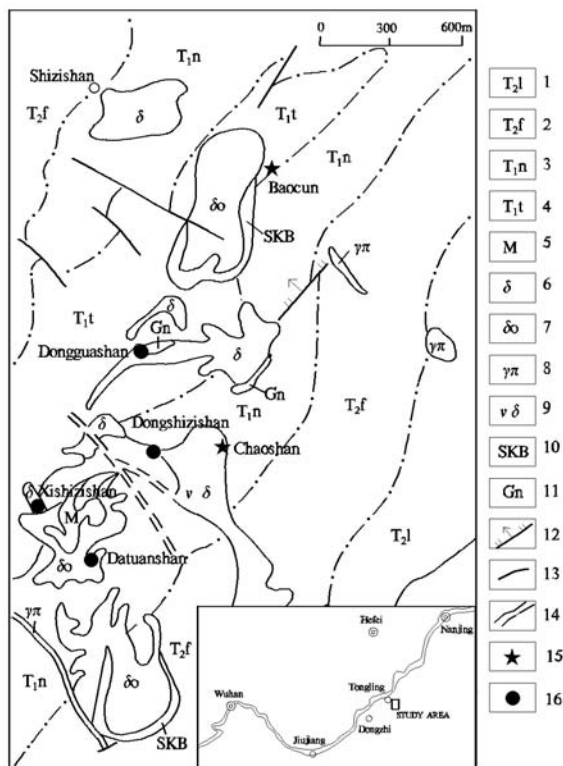 0 300 600m
T₁n
Shizishan
T₂f
δ
T₁t
T₁n
Baocun
δo
SKB
γπ
δ
T₁t
Gn
Dongguashan
δ
γπ
Gn
T₁n
T₂f
δ
Dongshizishan
Chaoshan
δ
Xishizishan
ν δ
M
T₂l
Datuanshan
δo
γπ
T₂f
T₁n
δo
SKB
Hefei
Nanjing
Wuhan
Tongling
STUDY AREA
Dongzhi
Jiujiang
T₂l 1
T₂f 2
T₁n 3
T₁t 4
M 5
δ 6
δo 7
γπ 8
ν δ 9
SKB 10
Gn 11
12
13
14
15
16